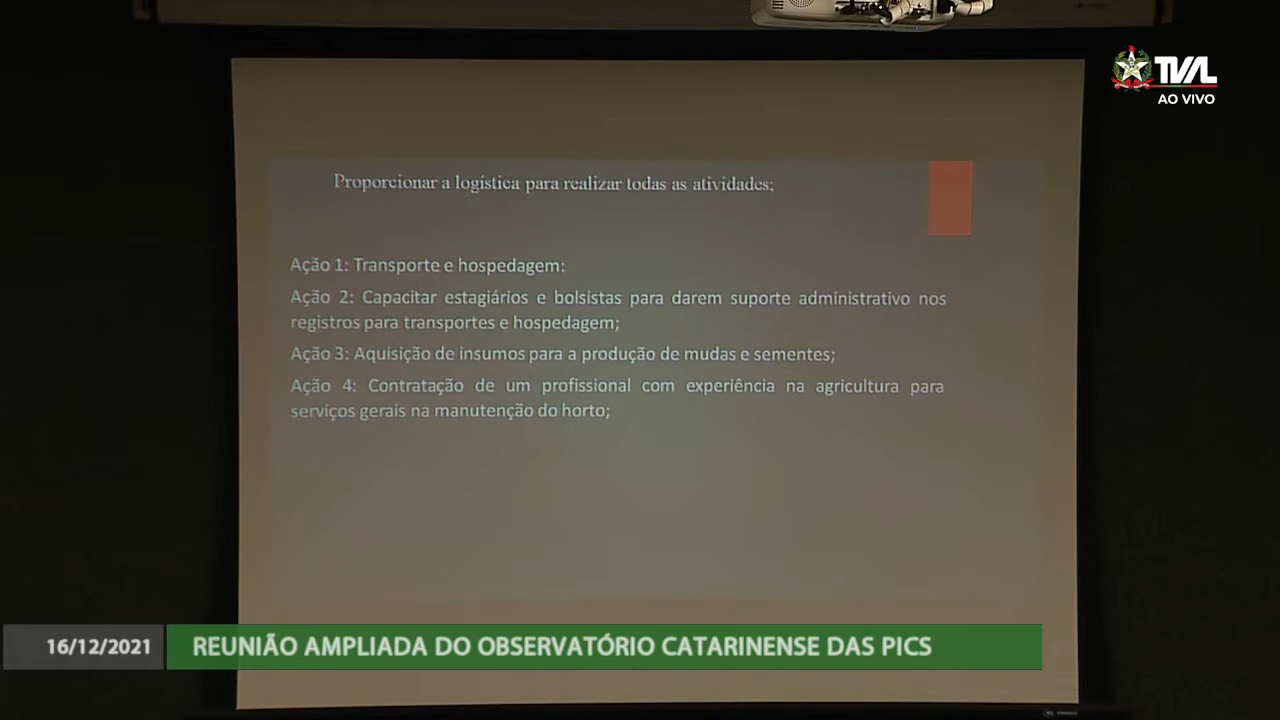 TVAL
AO VIVO
Proporcionar a logística para realizar todas as atividades;
Ação 1: Transporte e hospedagem:
Ação 2: Capacitar estagiários e bolsistas para darem suporte administrativo nos
registros para transportes e hospedagem;
Ação 3: Aquisição de insumos para a produção de mudas e sementes;
Ação 4: Contratação de um profissional com experiência na agricultura para
serviços gerais na manutenção do horto;
16/12/2021
REUNIÃO AMPLIADA DO OBSERVATÓRIO CATARINENSE DAS PICS